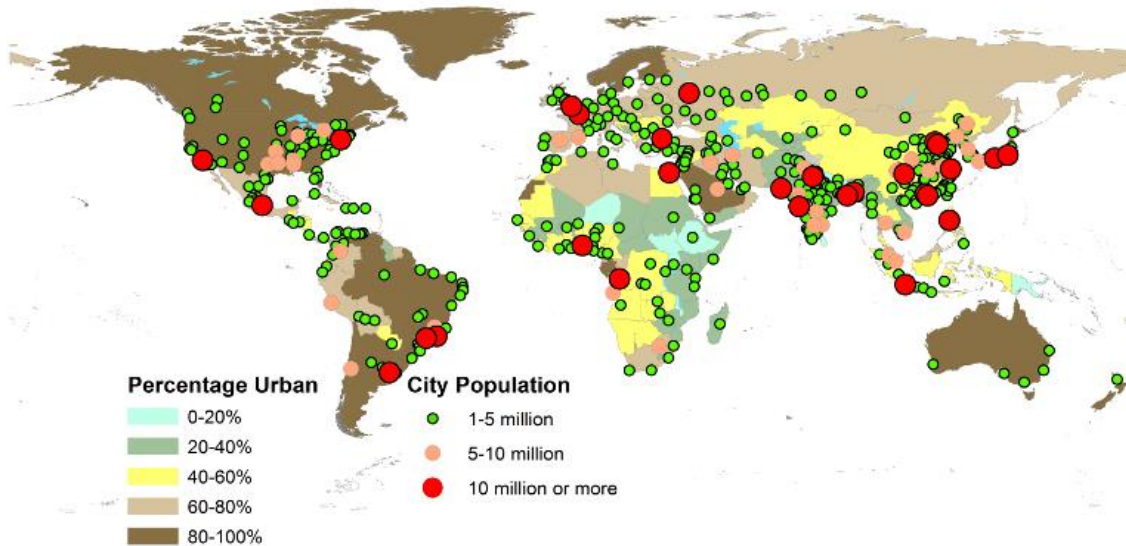 Percentage Urban
0-20%
20-40%
40-60%
60-80%
80-100%
City Population
1-5 million
5-10 million
10 million or more